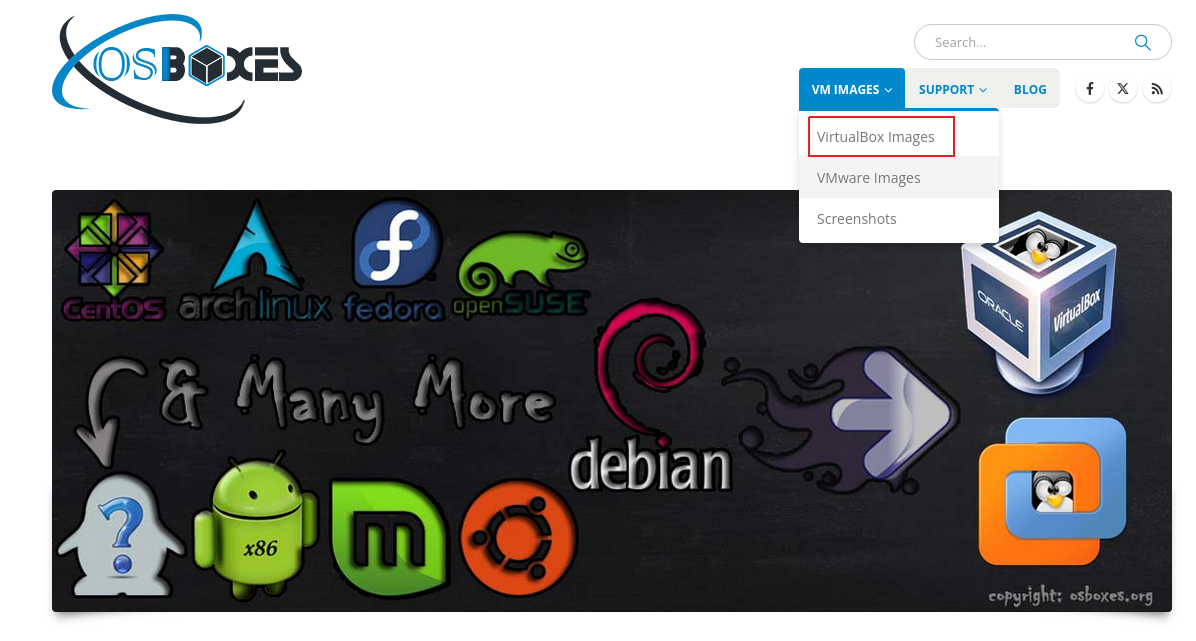 OSBOXES
Search...
VM IMAGES SUPPORT BLOG
VirtualBox Images
VMware Images
Screenshots
CentOS archlinux fedora openSUSE
ORACLE VirtualBox
& Many More
debian
? x86
copyright: osboxes.org